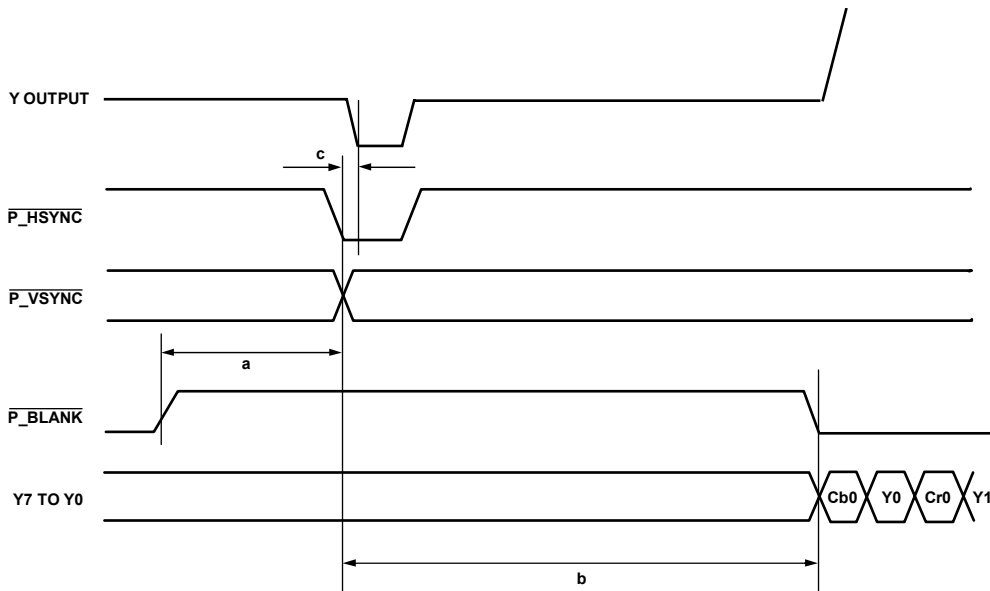 Y OUTPUT
c
P_HSYNC
P_VSYNC
a
P_BLANK
Y7 TO Y0
Cb0 Y0 Cr0 Y1
b